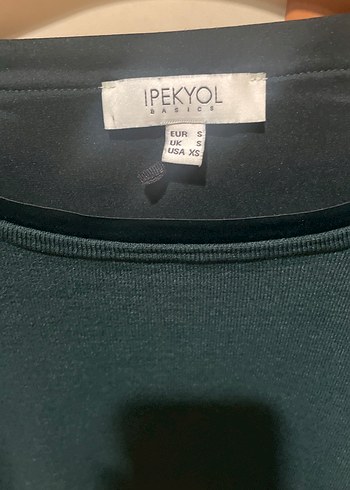 IPEKYOL
BASICS
EUR S
UK S
USA XS